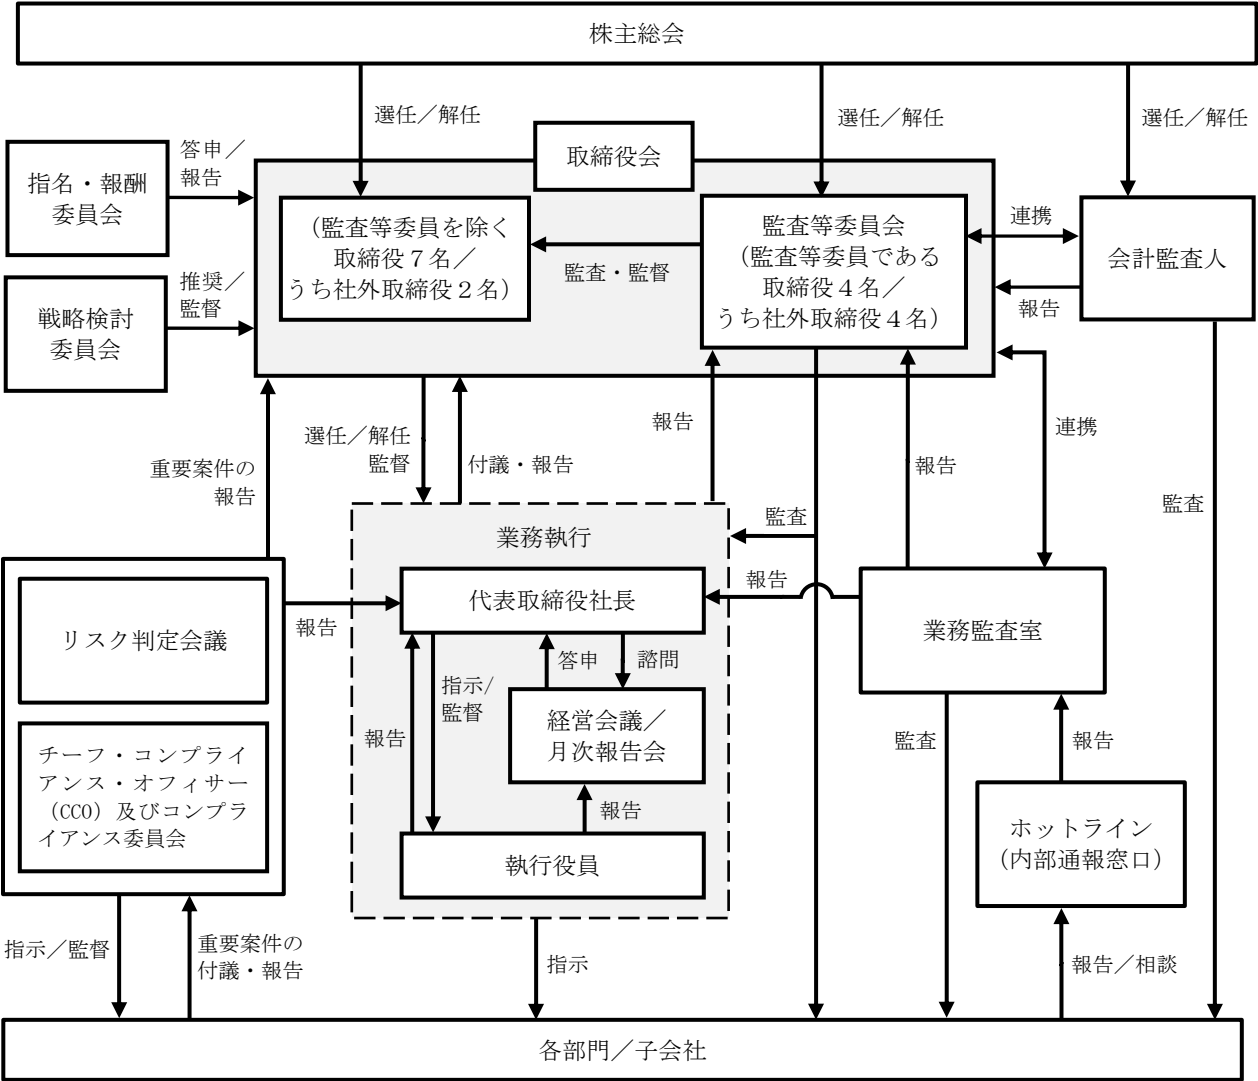 株主総会
選任／解任
選任／解任
選任／解任
取締役会
指名・報酬
委員会
答申／
報告
（監査等委員を除く
取締役７名／
うち社外取締役２名）
監査・監督
監査等委員会
（監査等委員である
取締役４名／
うち社外取締役４名）
連携
報告
会計監査人
戦略検討
委員会
推奨／
監督
重要案件の
報告
選任／解任
監督
付議・報告
報告
報告
連携
監査
監査
業務執行
代表取締役社長
報告
報告
業務監査室
リスク判定会議
チーフ・コンプライ
アンス・オフィサー
（CCO）及びコンプラ
イアンス委員会
報告
指示/
監督
答申
諮問
経営会議／
月次報告会
報告
執行役員
監査
報告
ホットライン
（内部通報窓口）
指示／監督
重要案件の
付議・報告
指示
報告／相談
各部門／子会社